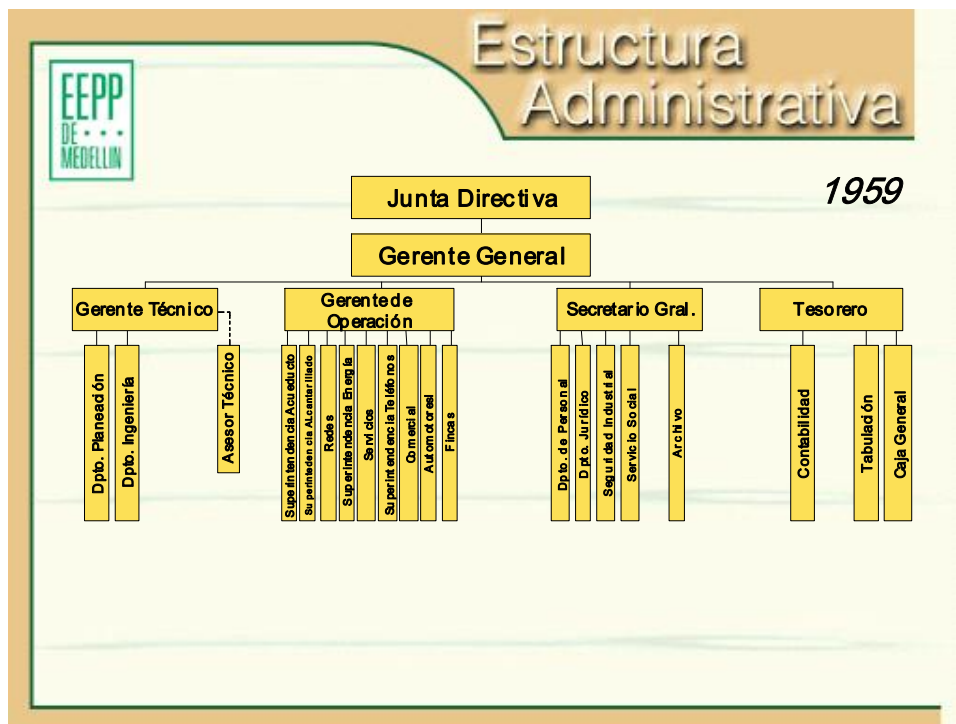 Estructura
Administrativa
EEPP
DE
MEDELLIN
1959
Junta Directiva
Gerente General
Gerente Técnico
Gerente de
Operación
Secretario Gral.
Tesorero
Dpto. Planeación
Dpto. Ingeniería
Asesor Técnico
Superintendencia Acueducto
Superintedencia ALcantarillado
Redes
Superintendencia Energía
Servicios
Superintendencia Teléfonos
Comercial
Automotores
Fincas
Dpto. de Personal
Dpto. Jurídico
Seguridad Industrial
Servicio Social
Archivo
Contabilidad
Tabulación
Caja General